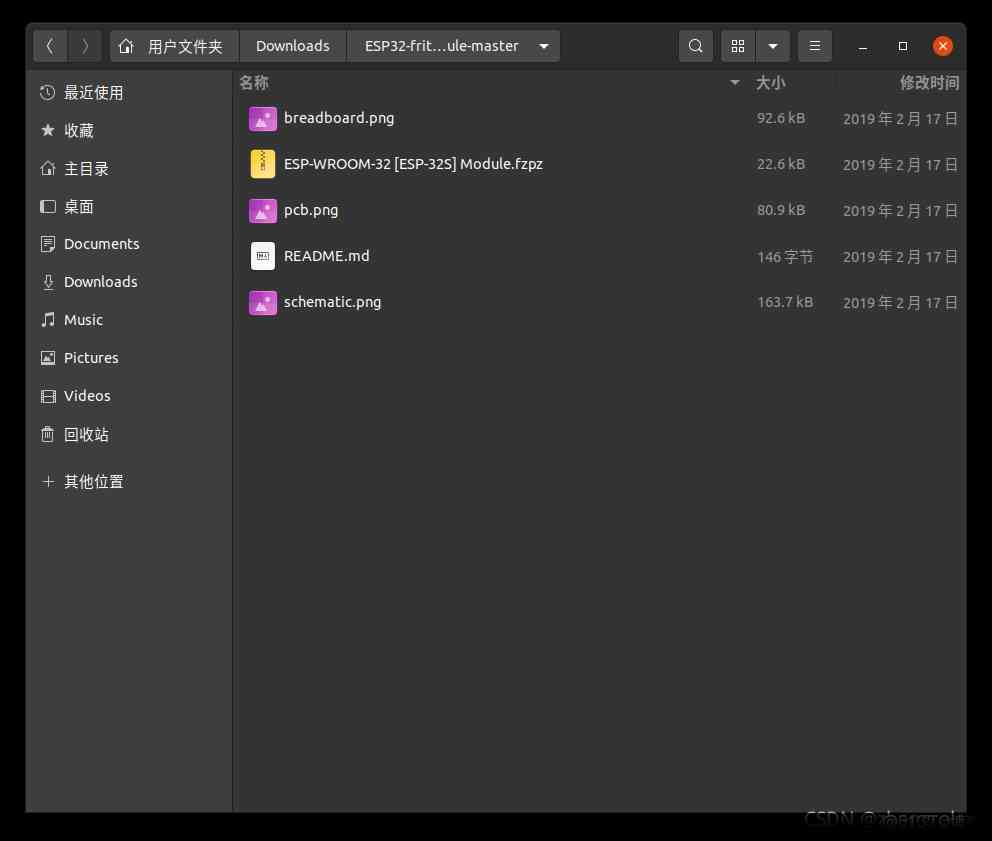 用户文件夹 Downloads ESP32-frit...ule-master
名称 大小 修改时间
最近使用
收藏
主目录
桌面
Documents
Downloads
Music
Pictures
Videos
回收站
其他位置
breadboard.png 92.6 kB 2019 年 2 月 17 日
ESP-WROOM-32 [ESP-32S] Module.fzpz 22.6 kB 2019 年 2 月 17 日
pcb.png 80.9 kB 2019 年 2 月 17 日
README.md 146 字节 2019 年 2 月 17 日
schematic.png 163.7 kB 2019 年 2 月 17 日
CSDN